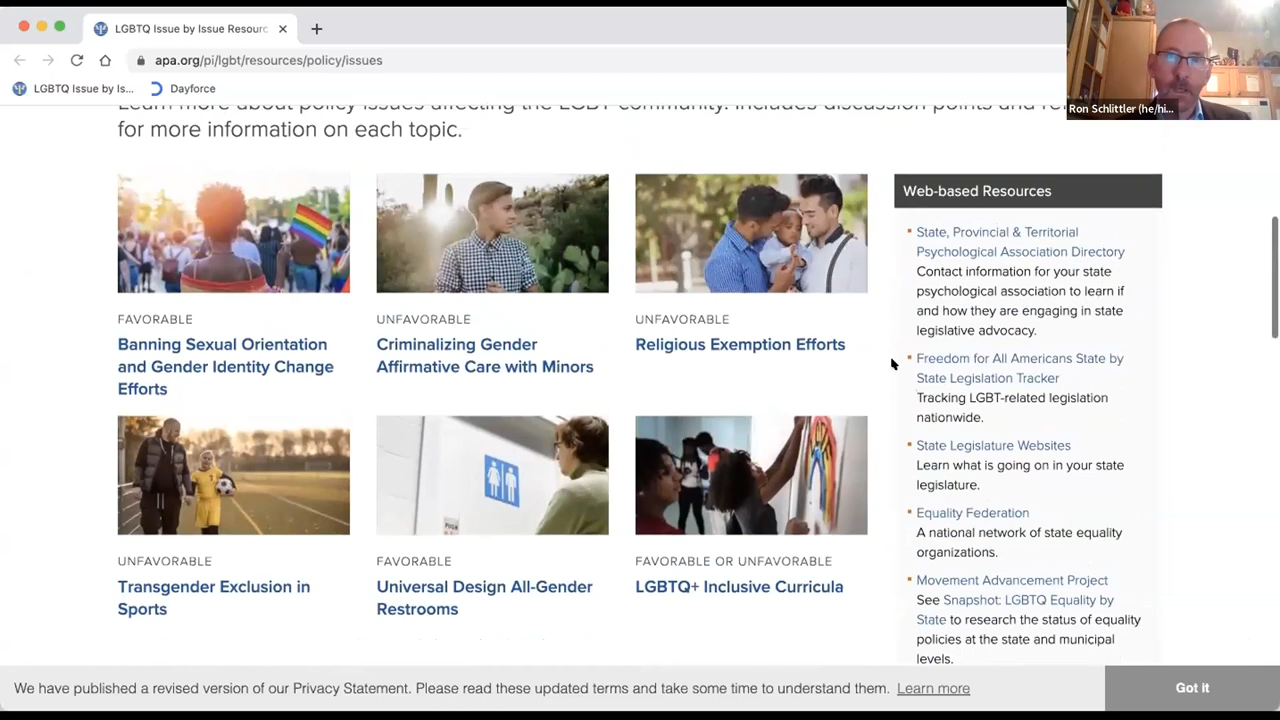 LGBTQ Issue by Issue Resourc
apa.org/pi/lgbt/resources/policy/issues
LGBTQ Issue by Is...
Dayforce
Ron Schlittler (he/hi...
Learn more about policy issues affecting the LGBT community. Includes discussion points and
for more information on each topic.
FAVORABLE
Banning Sexual Orientation
and Gender Identity Change
Efforts
UNFAVORABLE
Criminalizing Gender
Affirmative Care with Minors
UNFAVORABLE
Religious Exemption Efforts
UNFAVORABLE
Transgender Exclusion in
Sports
FAVORABLE
Universal Design All-Gender
Restrooms
FAVORABLE OR UNFAVORABLE
LGBTQ+ Inclusive Curricula
Web-based Resources
State, Provincial & Territorial
Psychological Association Directory
Contact information for your state
psychological association to learn if
and how they are engaging in state
legislative advocacy.
Freedom for All Americans State by
State Legislation Tracker
Tracking LGBT-related legislation
nationwide.
State Legislature Websites
Learn what is going on in your state
legislature.
Equality Federation
A national network of state equality
organizations.
Movement Advancement Project
See Snapshot: LGBTQ Equality by
State to research the status of equality
policies at the state and municipal
levels.
We have published a revised version of our Privacy Statement. Please read these updated terms and take some time to understand them. Learn more
Got it